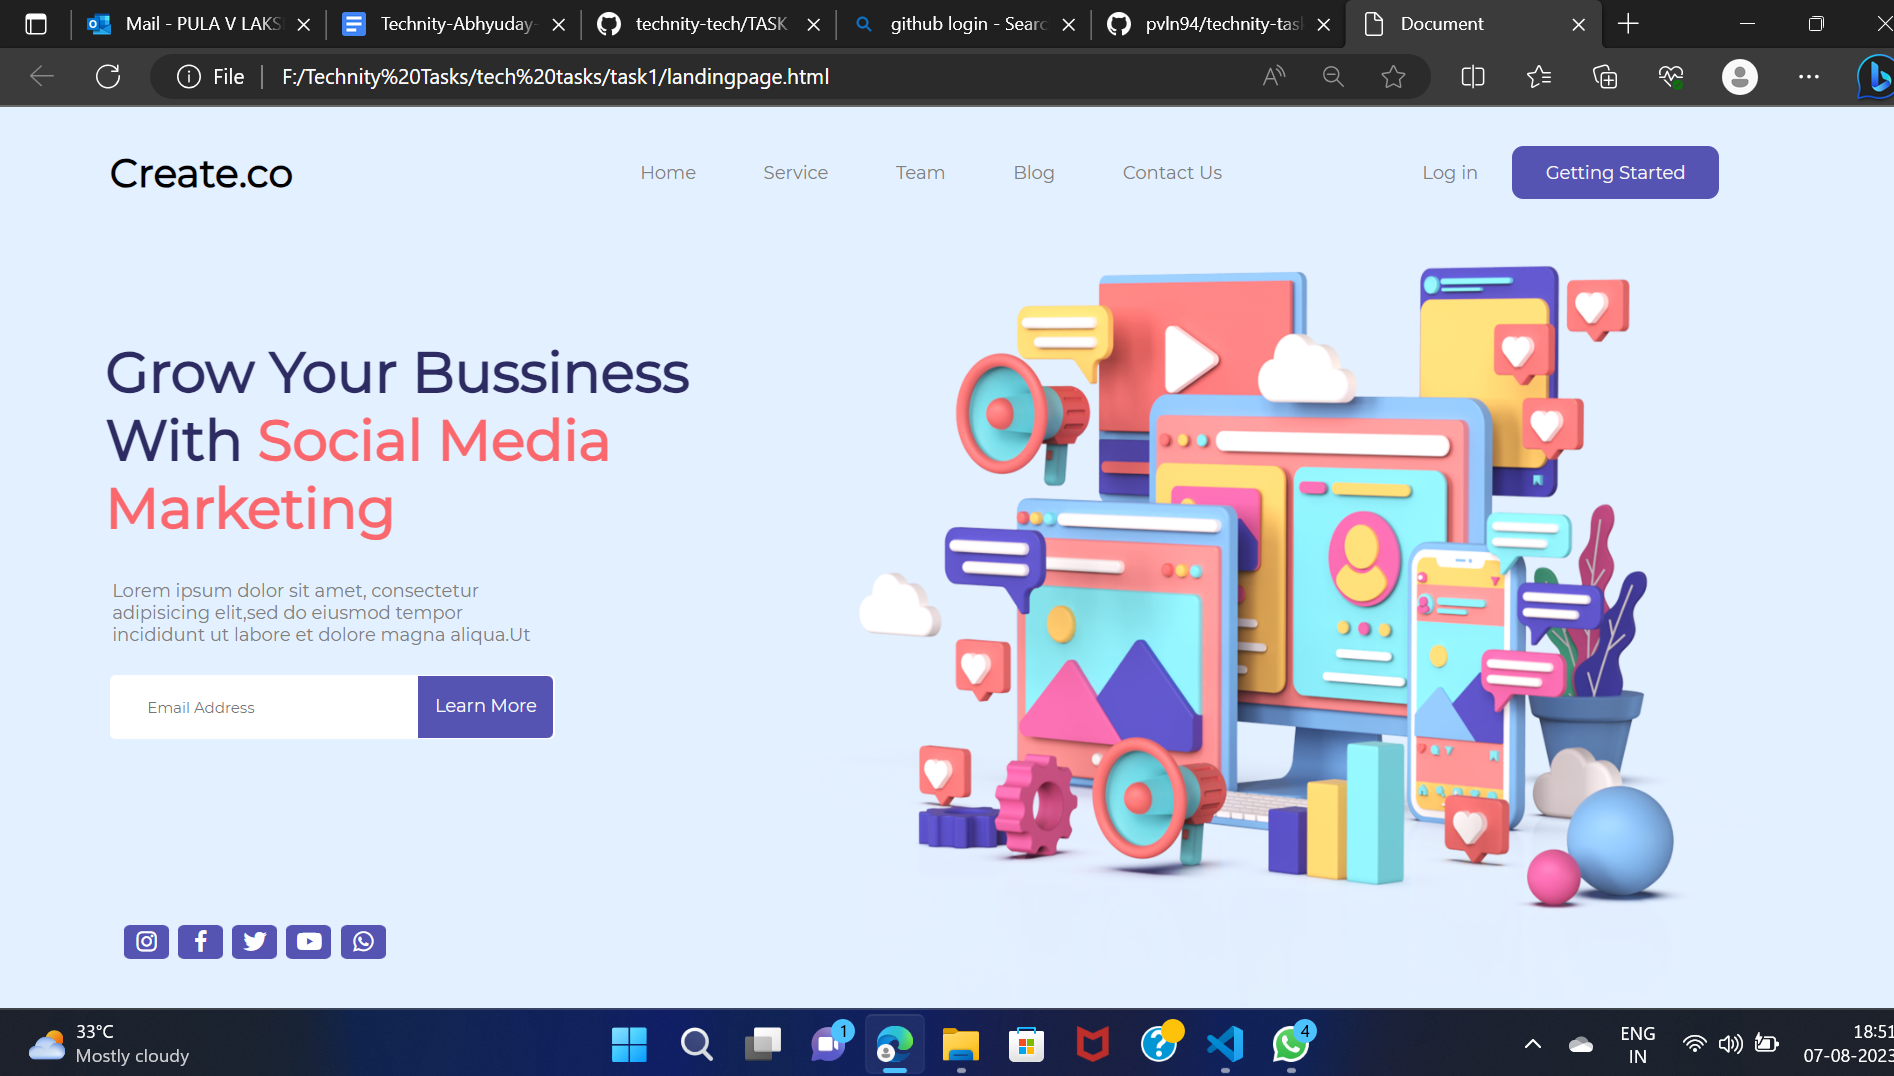 Mail - PULA V LAKS
Technity-Abhyuday-
technity-tech/TASK
github login - Searc
pvln94/technity-tas
Document
File
F:/Technity%20Tasks/tech%20tasks/task1/landingpage.html
Create.co
Home
Service
Team
Blog
Contact Us
Log in
Getting Started
Grow Your Bussiness
With Social Media
Marketing
Lorem ipsum dolor sit amet, consectetur
adipisicing elit,sed do eiusmod tempor
incididunt ut labore et dolore magna aliqua.Ut
Email Address
Learn More
33°C
Mostly cloudy
1
4
ENG
IN
18:51
07-08-2023